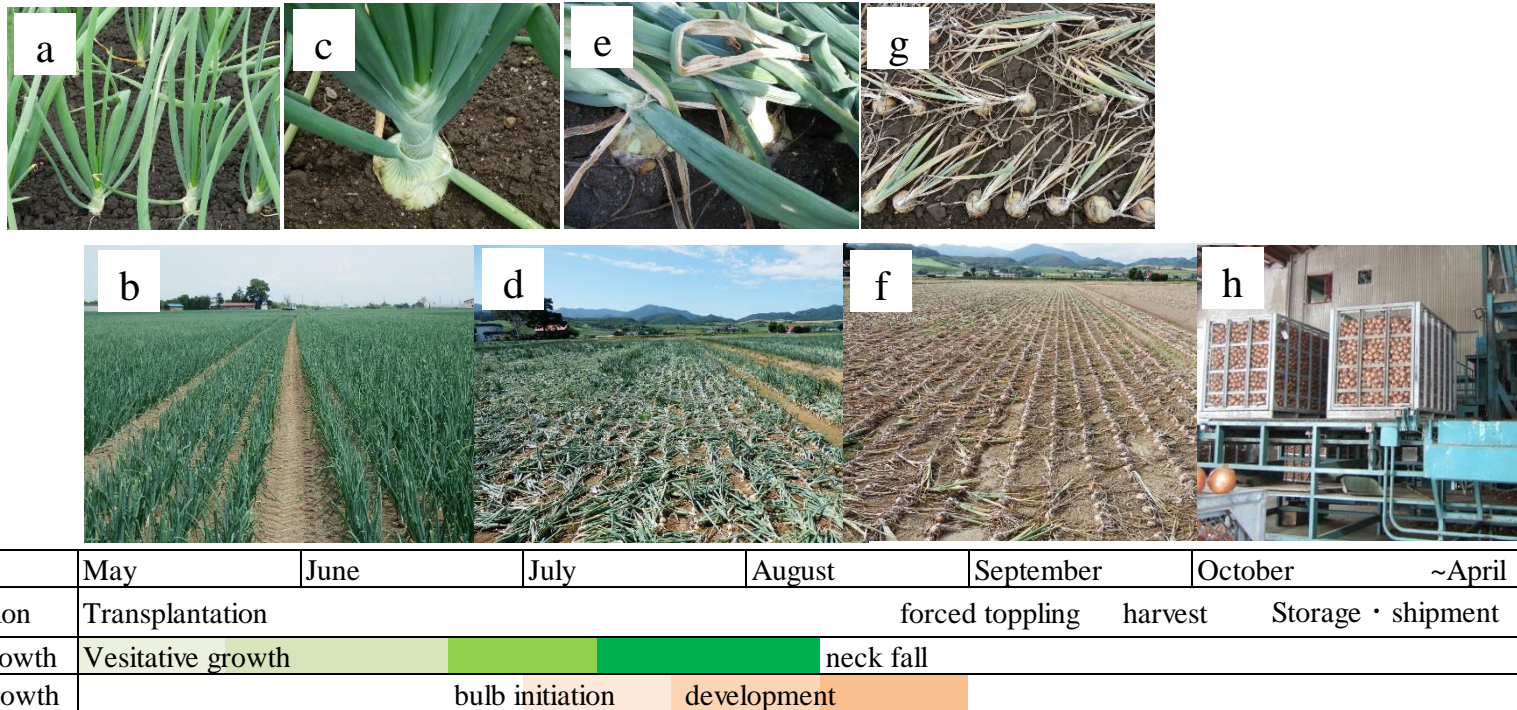 a
c
e
g
b
d
f
h
May June July August September October ~April
on Transplantation forced toppling harvest Storage・shipment
owth Vesitative growth neck fall
owth bulb initiation development